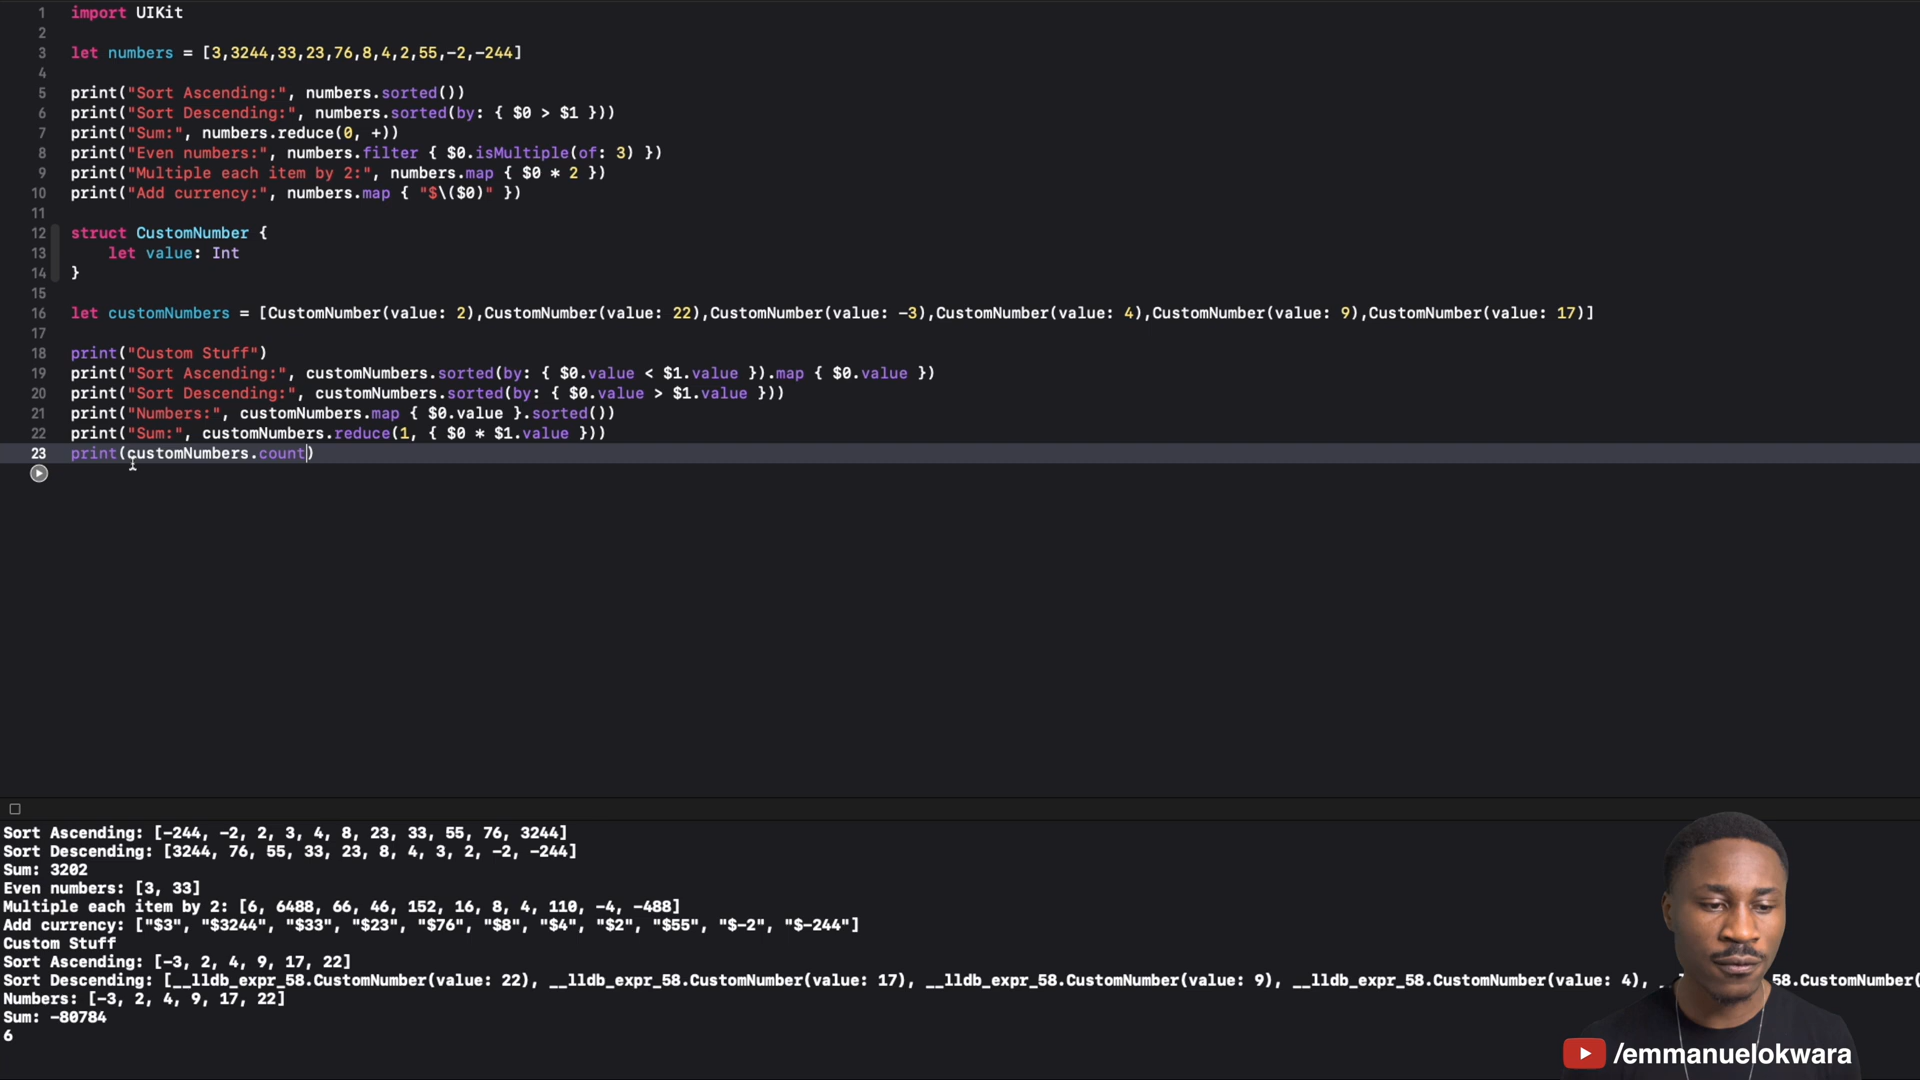 1 import UIKit
2
3 let numbers = [3,3244,33,23,76,8,4,2,55,-2,-244]
4
5 print("Sort Ascending:", numbers.sorted())
6 print("Sort Descending:", numbers.sorted(by: { $0 > $1 }))
7 print("Sum:", numbers.reduce(0, +))
8 print("Even numbers:", numbers.filter { $0.isMultiple(of: 3) })
9 print("Multiple each item by 2:", numbers.map { $0 * 2 })
10 print("Add currency:", numbers.map { "$\($0)" })
11
12 struct CustomNumber {
13 let value: Int
14 }
15
16 let customNumbers = [CustomNumber(value: 2),CustomNumber(value: 22),CustomNumber(value: -3),CustomNumber(value: 4),CustomNumber(value: 9),CustomNumber(value: 17)]
17
18 print("Custom Stuff")
19 print("Sort Ascending:", customNumbers.sorted(by: { $0.value < $1.value }).map { $0.value })
20 print("Sort Descending:", customNumbers.sorted(by: { $0.value > $1.value }))
21 print("Numbers:", customNumbers.map { $0.value }.sorted())
22 print("Sum:", customNumbers.reduce(1, { $0 * $1.value }))
23 print(customNumbers.count)
Sort Ascending: [-244, -2, 2, 3, 4, 8, 23, 33, 55, 76, 3244]
Sort Descending: [3244, 76, 55, 33, 23, 8, 4, 3, 2, -2, -244]
Sum: 3202
Even numbers: [3, 33]
Multiple each item by 2: [6, 6488, 66, 46, 152, 16, 8, 4, 110, -4, -488]
Add currency: ["$3", "$3244", "$33", "$23", "$76", "$8", "$4", "$2", "$55", "$-2", "$-244"]
Custom Stuff
Sort Ascending: [-3, 2, 4, 9, 17, 22]
Sort Descending: [__lldb_expr_58.CustomNumber(value: 22), __lldb_expr_58.CustomNumber(value: 17), __lldb_expr_58.CustomNumber(value: 9), __lldb_expr_58.CustomNumber(value: 4), 58.CustomNumber(
Numbers: [-3, 2, 4, 9, 17, 22]
Sum: -80784
6
/emmanuelokwara